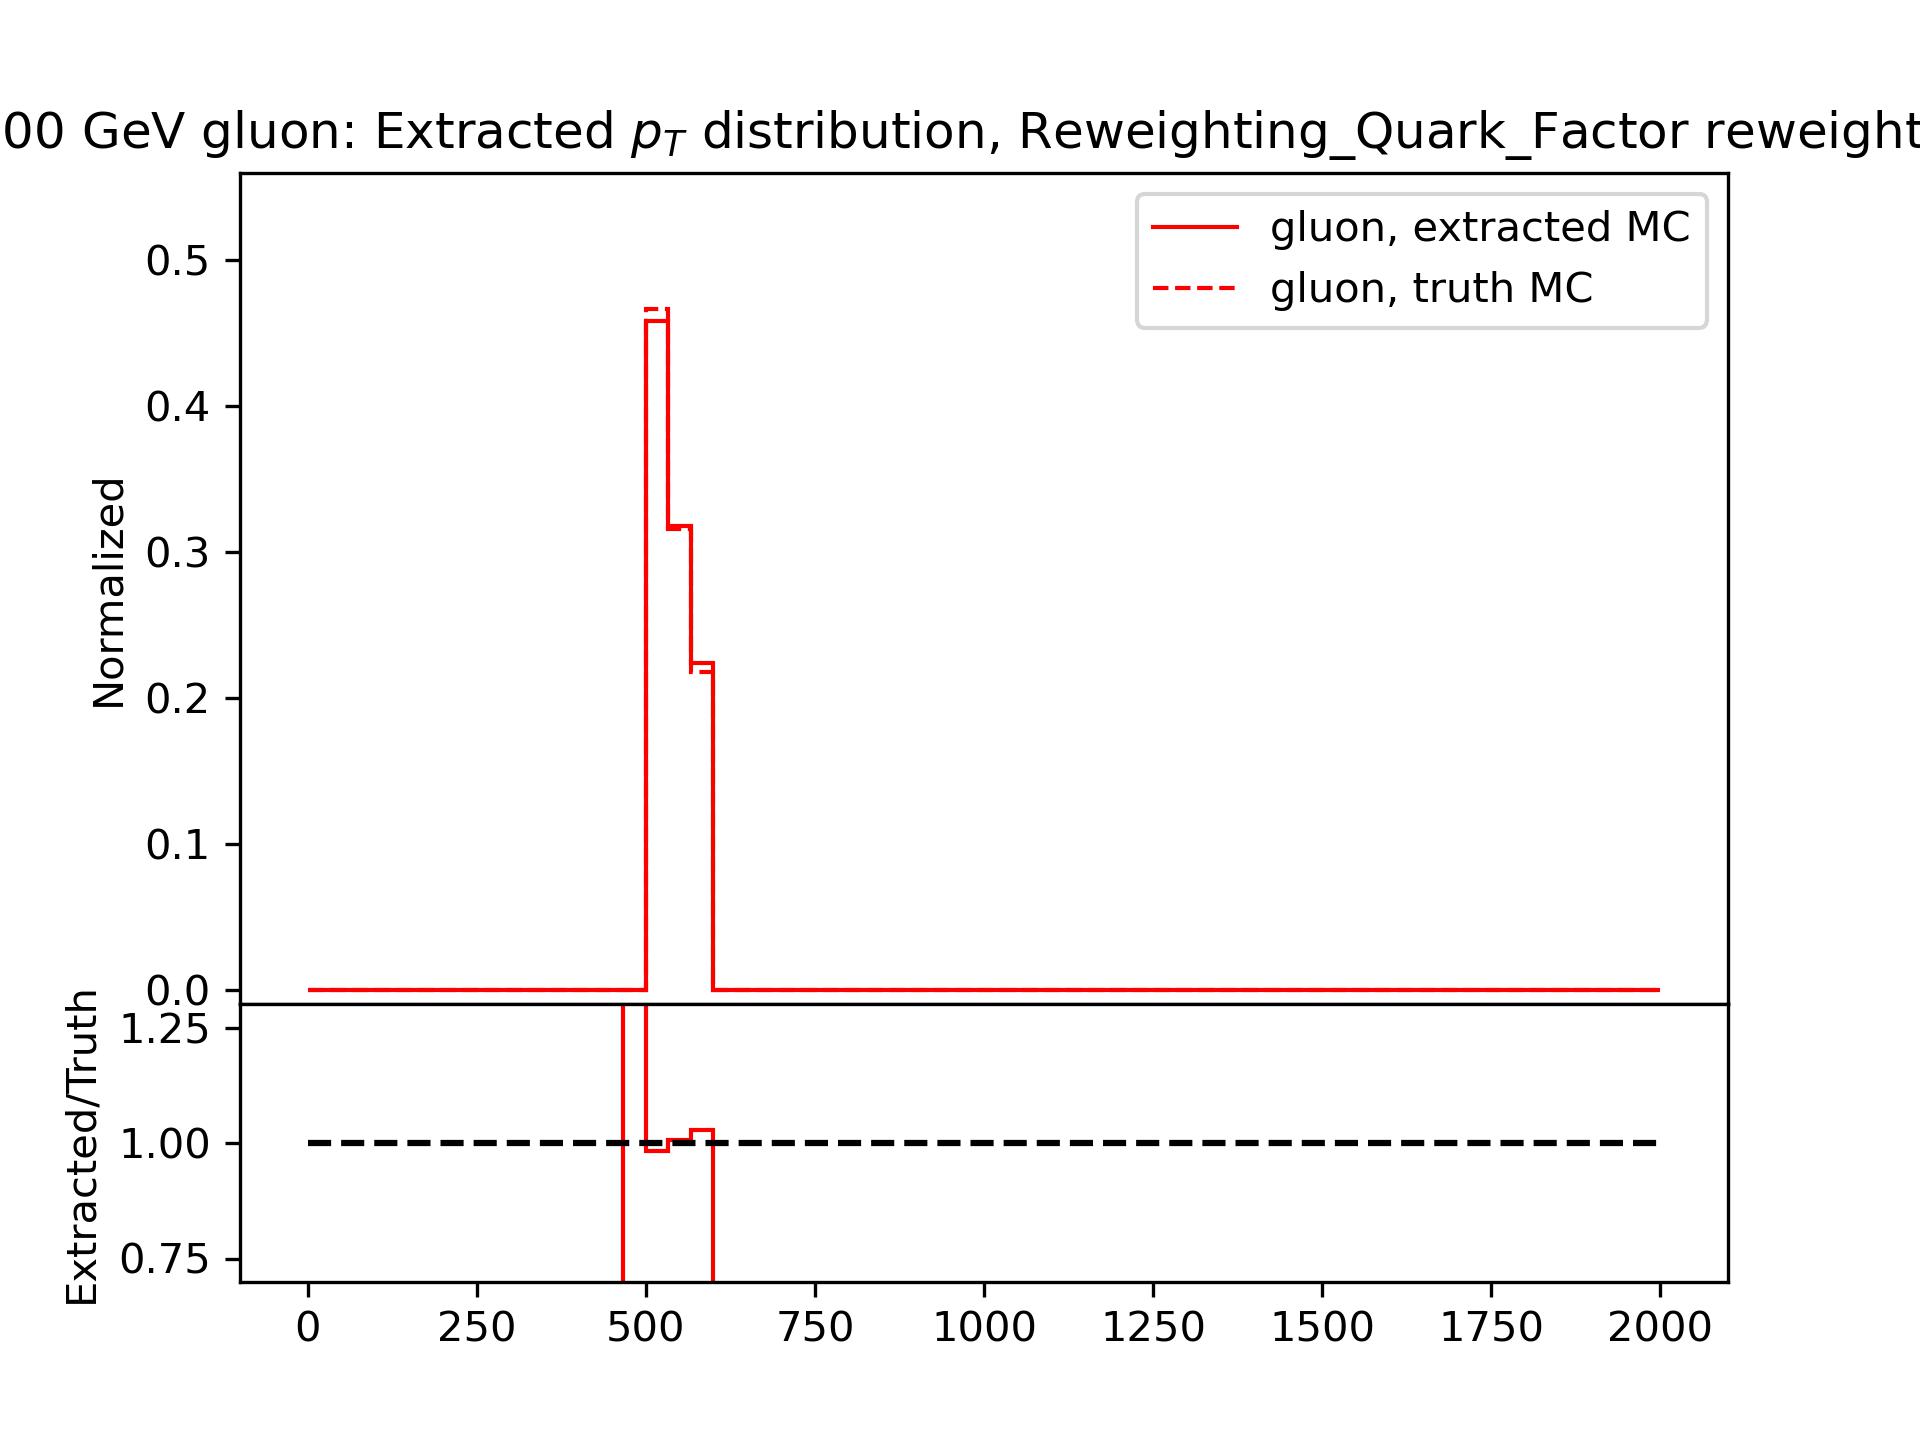 00 GeV gluon: Extracted p_T distribution, Reweighting_Quark_Factor reweight
gluon, extracted MC
gluon, truth MC
Normalized
0.5
0.4
0.3
0.2
0.1
0.0
Extracted/Truth
1.25
1.00
0.75
0 250 500 750 1000 1250 1500 1750 2000